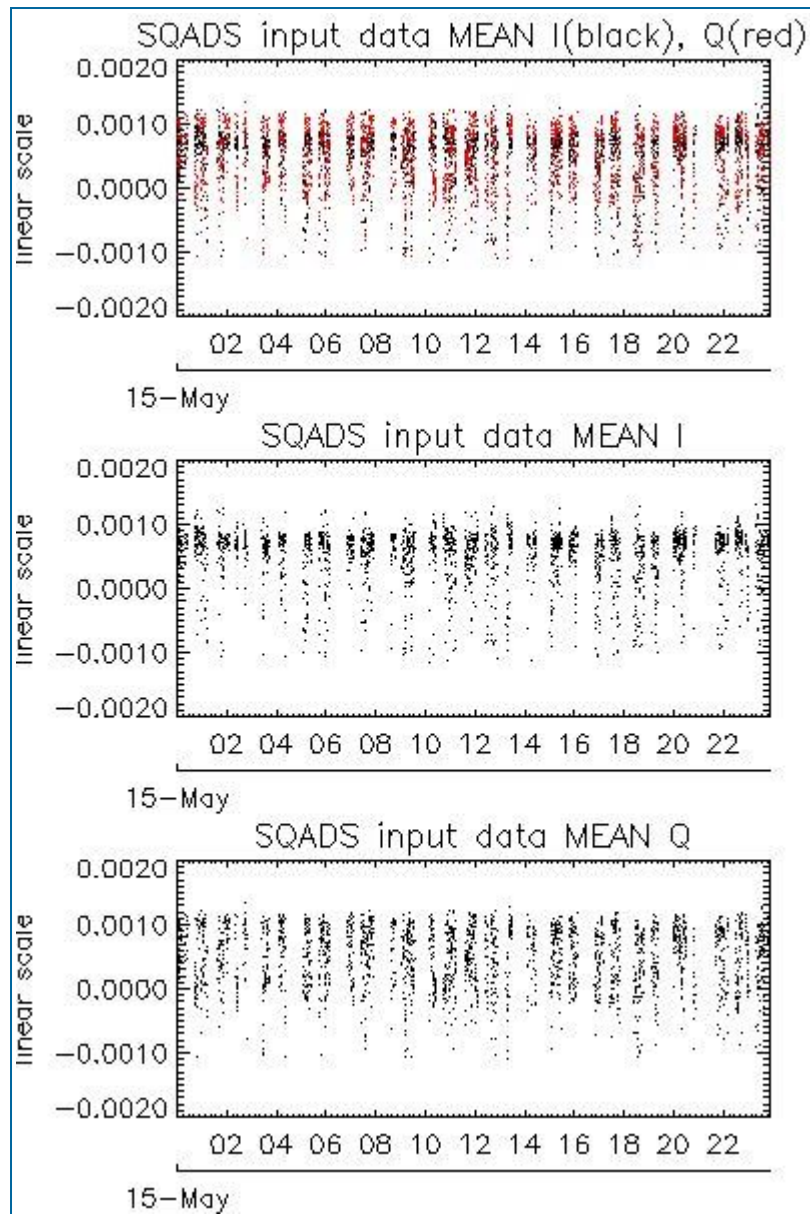 SQADS input data MEAN I(black), Q(red)
0.0020
0.0010
0.0000
-0.0010
-0.0020
linear scale
02 04 06 08 10 12 14 16 18 20 22
15-May
SQADS input data MEAN I
0.0020
0.0010
0.0000
-0.0010
-0.0020
linear scale
02 04 06 08 10 12 14 16 18 20 22
15-May
SQADS input data MEAN Q
0.0020
0.0010
0.0000
-0.0010
-0.0020
linear scale
02 04 06 08 10 12 14 16 18 20 22
15-May